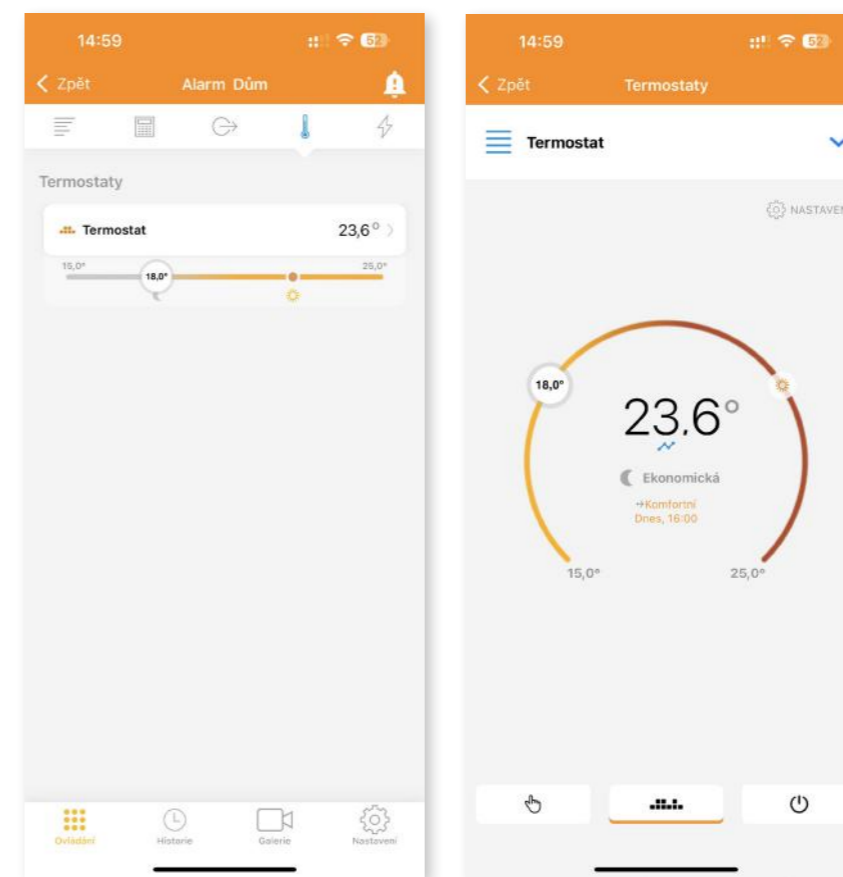 14:59
52
Zpět
Alarm Dům
Termostaty
Termostat
23,6°
15,0°
18,0°
25,0°
Ovládání
Historie
Galerie
Nastavení
14:59
52
Zpět
Termostaty
Termostat
NASTAVEN
18,0°
23.6°
Ekonomická
→Komfortní
Dnes, 16:00
15,0°
25,0°